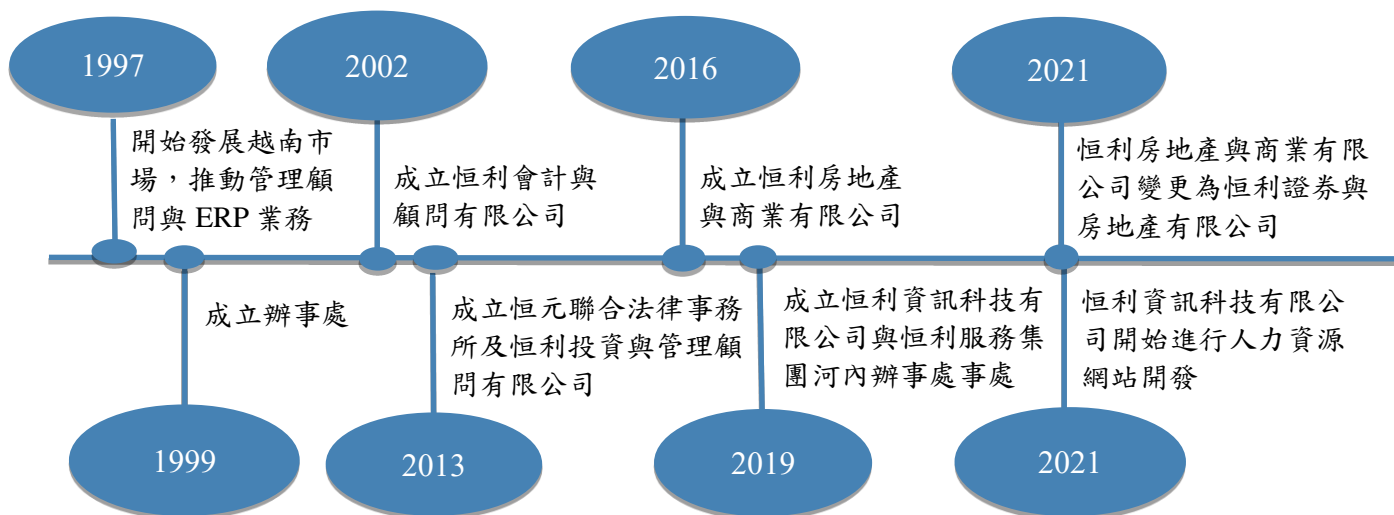 1997
開始發展越南市
場，推動管理顧
問與 ERP 業務
1999
成立辦事處
2002
成立恒利會計與
顧問有限公司
2013
成立恒元聯合法律事務
所及恒利投資與管理顧
問有限公司
2016
成立恒利房地產
與商業有限公司
2019
成立恒利資訊科技有
限公司與恒利服務集
團河內辦事處事處
2021
恒利房地產與商業有限
公司變更為恒利證券與
房地產有限公司
2021
恒利資訊科技有限公
司開始進行人力資源
網站開發